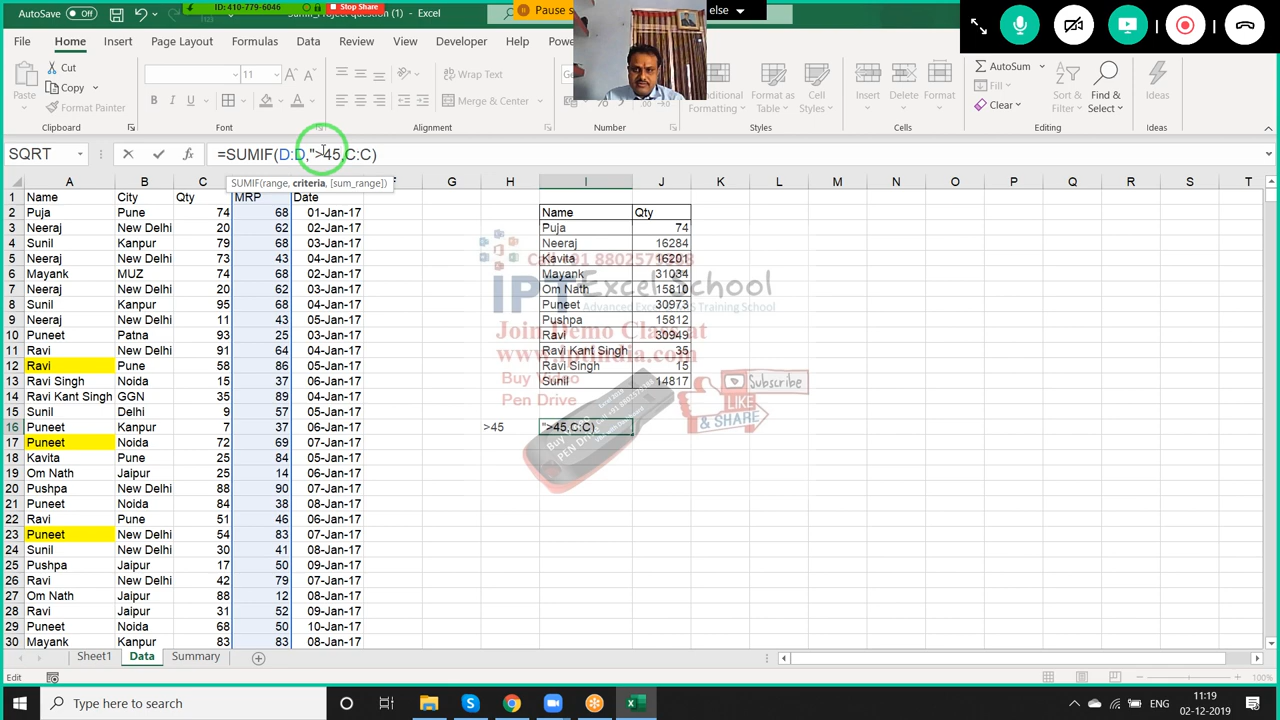 ID: 410-779-6046
Stop Share
Pause s
else
AutoSave
Off
Excel
File Home Insert Page Layout Formulas Data Review View Developer Help
Paste
Cut
Copy
Format Painter
Clipboard
11
Font
Wrap Text
Merge & Center
Alignment
Number
Conditional Formatting
Format as Table
Cell Styles
Styles
Insert
Delete
Format
Cells
AutoSum
Fill
Clear
Sort & Filter
Find & Select
Editing
Ideas
Ideas
SQRT
=SUMIF(D:D,">45,C:C)
SUMIF(range, criteria, [sum_range])
A B C G H I J K L M N O P Q R S T
1 Name City Qty MRP Date
2 Puja Pune 74 68 01-Jan-17 Name Qty
3 Neeraj New Delhi 20 62 02-Jan-17 Puja 74
4 Sunil Kanpur 79 68 03-Jan-17 Neeraj 16284
5 Neeraj New Delhi 73 43 04-Jan-17 Kavita 16201
6 Mayank MUZ 74 68 02-Jan-17 Mayank 31034
7 Neeraj New Delhi 20 62 03-Jan-17 Om Nath 15810
8 Sunil Kanpur 95 68 04-Jan-17 Puneet 30973
9 Neeraj New Delhi 11 43 05-Jan-17 Pushpa 15812
10 Puneet Patna 93 25 03-Jan-17 Ravi 30949
11 Ravi New Delhi 91 64 04-Jan-17 Ravi Kant Singh 35
12 Ravi Pune 58 86 05-Jan-17 Ravi Singh 15
13 Ravi Singh Noida 15 37 06-Jan-17 Sunil 14817
14 Ravi Kant Singh GGN 35 89 04-Jan-17
15 Sunil Delhi 9 57 05-Jan-17
16 Puneet Kanpur 7 37 06-Jan-17 >45 ">45,C:C)
17 Puneet Noida 72 69 07-Jan-17
18 Kavita Pune 25 84 05-Jan-17
19 Om Nath Jaipur 25 14 06-Jan-17
20 Pushpa New Delhi 88 90 07-Jan-17
21 Puneet Noida 84 38 08-Jan-17
22 Ravi Pune 51 46 06-Jan-17
23 Puneet New Delhi 54 83 07-Jan-17
24 Sunil New Delhi 30 41 08-Jan-17
25 Pushpa Jaipur 17 50 09-Jan-17
26 Ravi New Delhi 42 79 07-Jan-17
27 Om Nath Jaipur 88 12 08-Jan-17
28 Ravi Jaipur 31 52 09-Jan-17
29 Puneet Noida 68 50 10-Jan-17
30 Mayank Kanpur 83 83 08-Jan-17
IPT Excel School
Join Demo Class at
www.iptindia.com
Buy Video
Pen Drive
Subscribe
LIKE
& SHARE
Sheet1 Data Summary
Edit
100%
Type here to search
ENG
11:19
02-12-2019